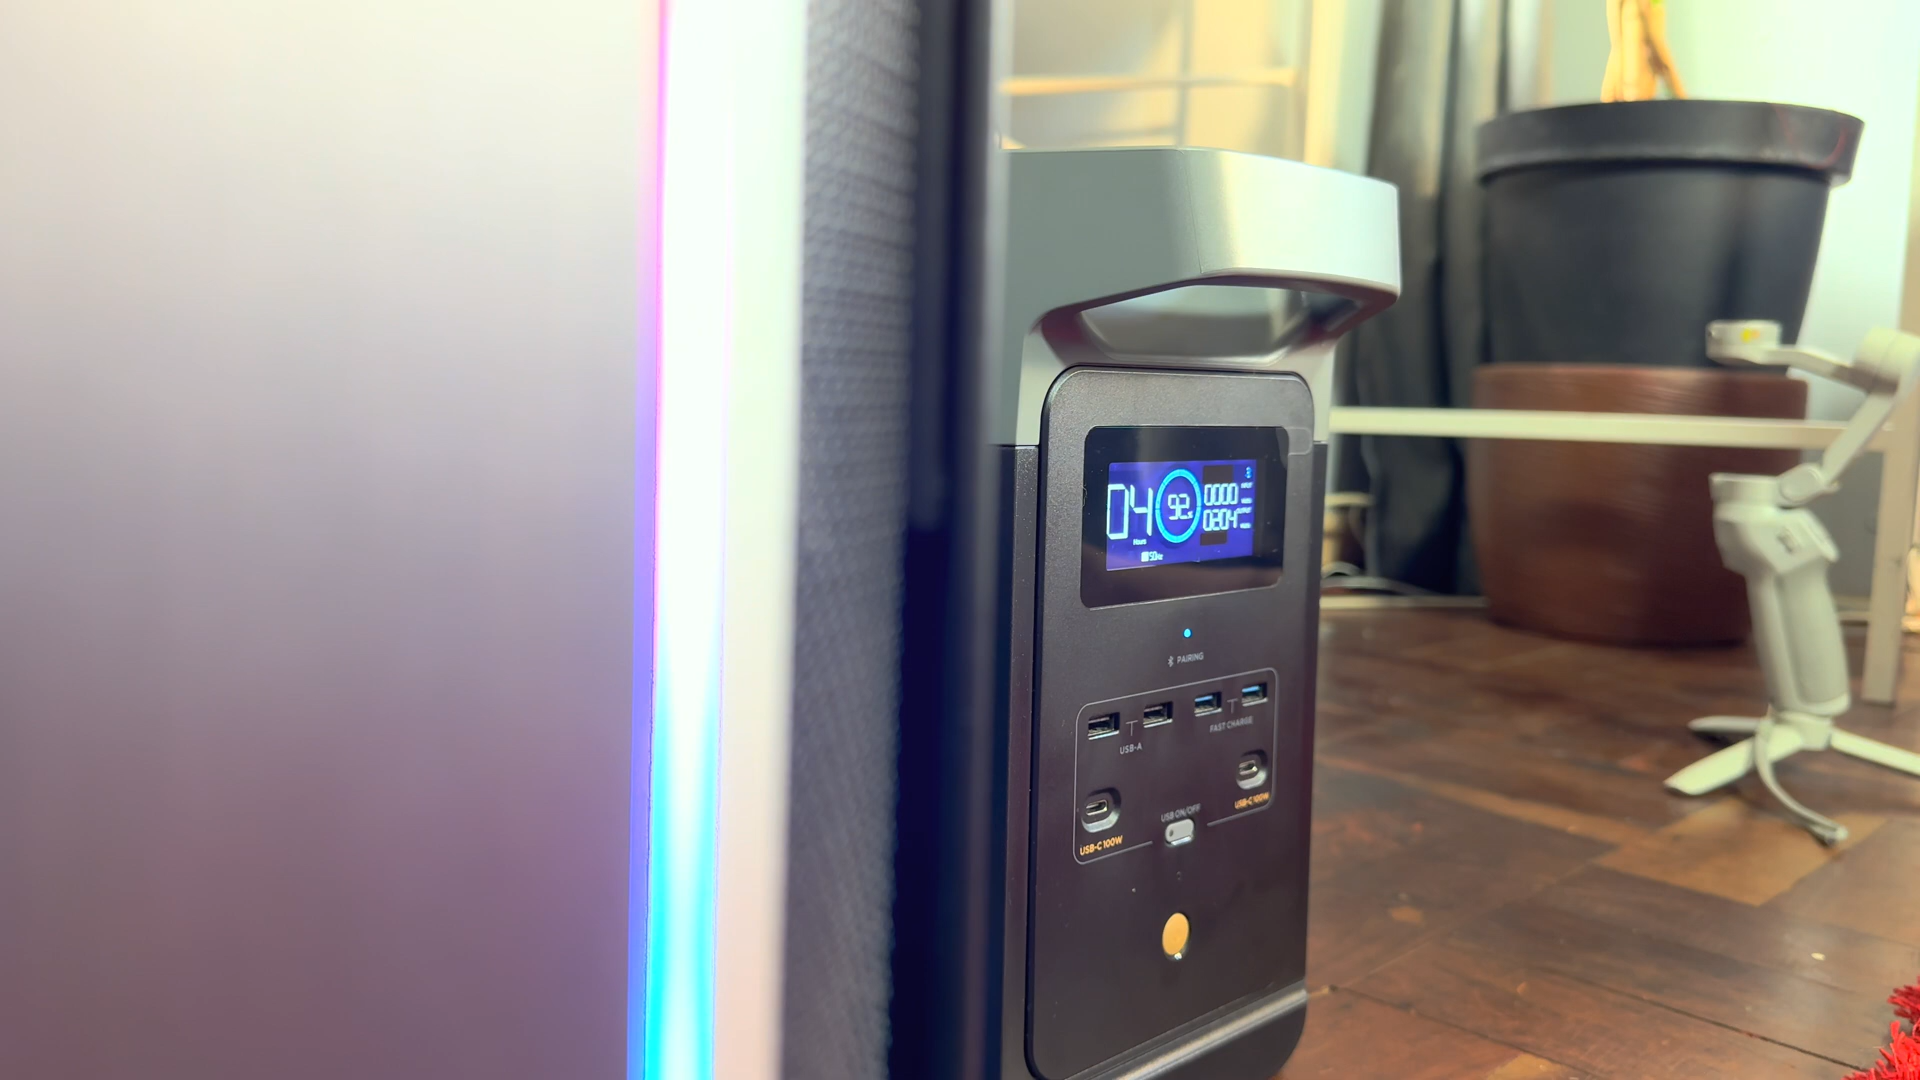 04
Hours
92%
0000
0204
50Hz
PAIRING
USB-A
FAST CHARGE
USB-C 100W
USB ON/OFF
USB-C 100W